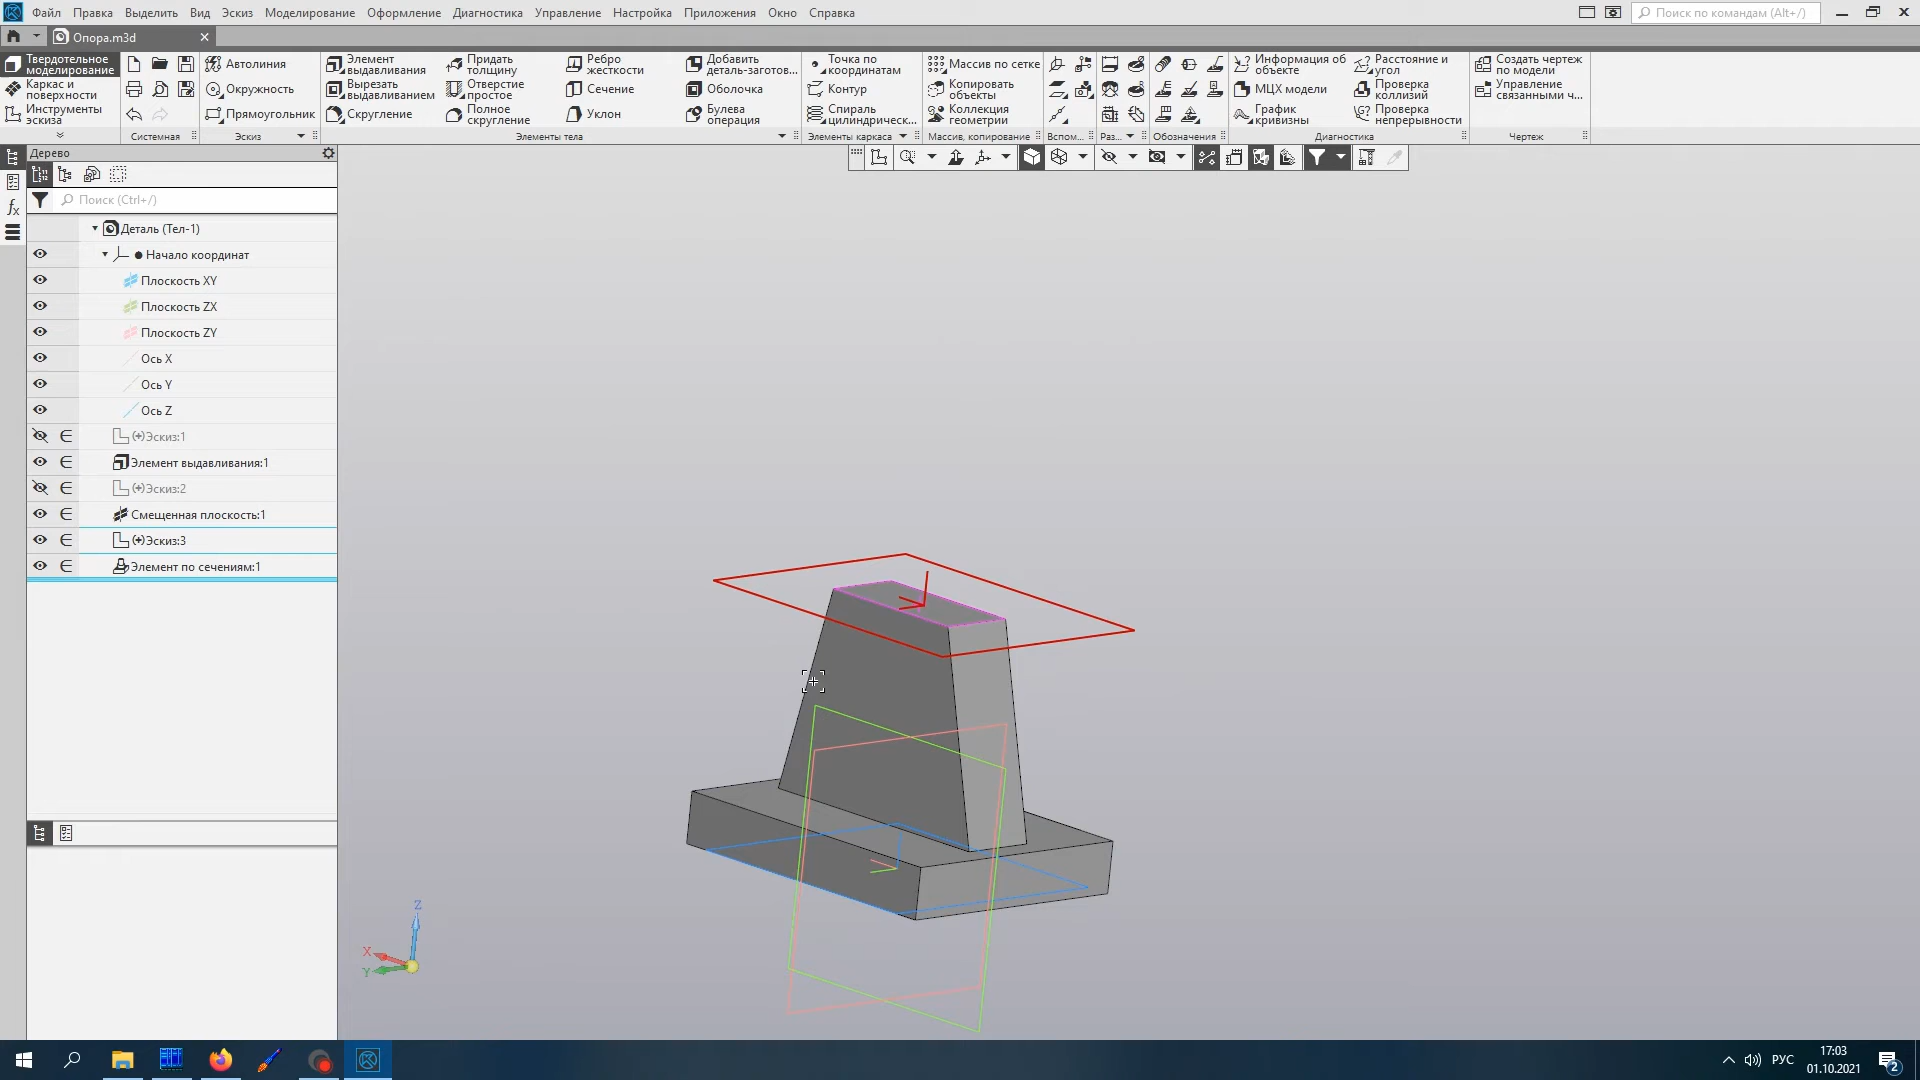 Файл Правка Выделить Вид Эскиз Моделирование Оформление Диагностика Управление Настройка Приложения Окно Справка
Поиск по командам (Alt+/)
Опора.m3d
Твердотельное моделирование
Каркас и поверхности
Инструменты эскиза
Системная
Автолиния
Окружность
Прямоугольник
Эскиз
Элемент выдавливания
Вырезать выдавливанием
Скругление
Придать толщину
Отверстие простое
Полное скругление
Ребро жесткости
Сечение
Уклон
Добавить деталь-заготов...
Оболочка
Булева операция
Элементы тела
Точка по координатам
Контур
Спираль цилиндрическ...
Элементы каркаса
Массив по сетке
Копировать объекты
Коллекция геометрии
Массив, копирование
Вспом...
Раз...
Обозначения
Информация об объекте
МЦХ модели
График кривизны
Расстояние и угол
Проверка коллизий
Проверка непрерывности
Диагностика
Создать чертеж по модели
Управление связанными ч...
Чертеж
Дерево
Поиск (Ctrl+/)
Деталь (Тел-1)
Начало координат
Плоскость XY
Плоскость ZX
Плоскость ZY
Ось X
Ось Y
Ось Z
(+)Эскиз:1
Элемент выдавливания:1
(+)Эскиз:2
Смещенная плоскость:1
(+)Эскиз:3
Элемент по сечениям:1
fx
Z
X
Y
РУС
17:03
01.10.2021
2